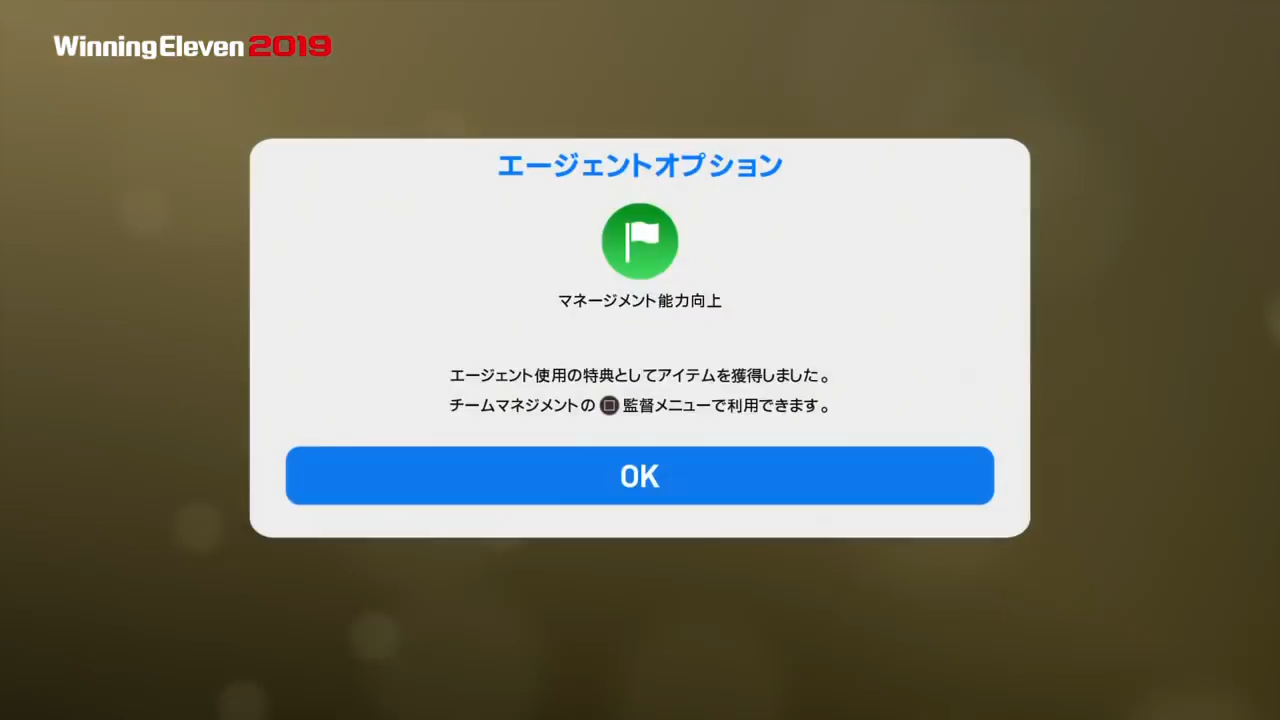 WinningEleven 2019
エージェントオプション
マネージメント能力向上
エージェント使用の特典としてアイテムを獲得しました。
チームマネジメントの 監督メニューで利用できます。
OK